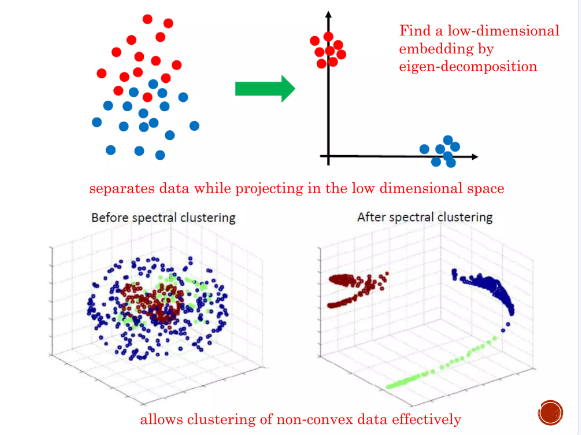 Find a low-dimensional
embedding by
eigen-decomposition
separates data while projecting in the low dimensional space
Before spectral clustering
After spectral clustering
allows clustering of non-convex data effectively